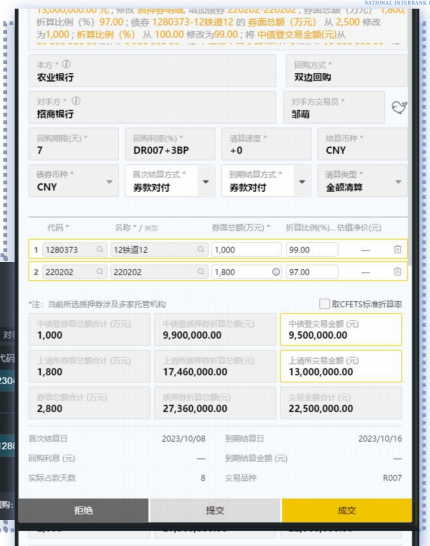 NATIONAL INTERBANK
13,000,000.00 元; 修改 质押券明细, 增加债券 220202-220202; 券面总额 (万元) 1,800,
折算比例 (%) 97.00 ; 债券 1280373-12铁道12 的 券面总额 (万元) 从 2,500 修改
为1,000 ; 折算比例 (%) 从 100.00 修改为99.00 ; 将 中债
登交易金额(元)从
本方 *
回购方式 *
农业银行
双边回购
对手方 *
对手方交易员 *
招商银行
邹萌
回购期限(天) *
回购利率(%) *
清算速度 *
结算币种 *
7
DR007+3BP
+0
CNY
债券币种 *
首次结算方式 *
到期结算方式 *
清算类型 *
CNY
券款对付
券款对付
全额清算
代码 *
名称 * / 类型
券面总额(万元) *
折算比例(%)...
估值净价(元)
1 1280373 12铁道12 1,000 99.00 —
2 220202 220202 1,800 97.00 —
*注: 当前所选质押券涉及多家托管机构
取CFETS标准折算率
中债登券面总额合计 (万元)
中债登质押券折算总额(元)
中债登交易金额 (元)
1,000
9,900,000.00
9,500,000.00
上清所券面总额合计 (万元)
上清所质押券折算总额(元)
上清所交易金额 (元)
1,800
17,460,000.00
13,000,000.00
券面总额合计 (万元)
质押券折算总额(元)
交易金额合计 (元)
2,800
27,360,000.00
22,500,000.00
首次结算日 2023/10/08 到期结算日 2023/10/16
回购利息 (元) — 到期结算金额 (元) —
实际占款天数 8 交易品种 R007
拒绝 提交 成交